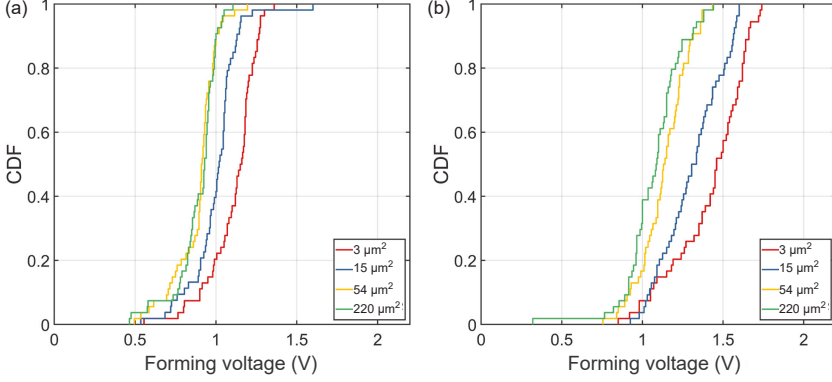 (a)
CDF
1
0.8
0.6
0.4
0.2
0
0 0.5 1 1.5 2
Forming voltage (V)
3 µm²
15 µm²
54 µm²
220 µm²
(b)
CDF
1
0.8
0.6
0.4
0.2
0
0 0.5 1 1.5 2
Forming voltage (V)
3 µm²
15 µm²
54 µm²
220 µm²